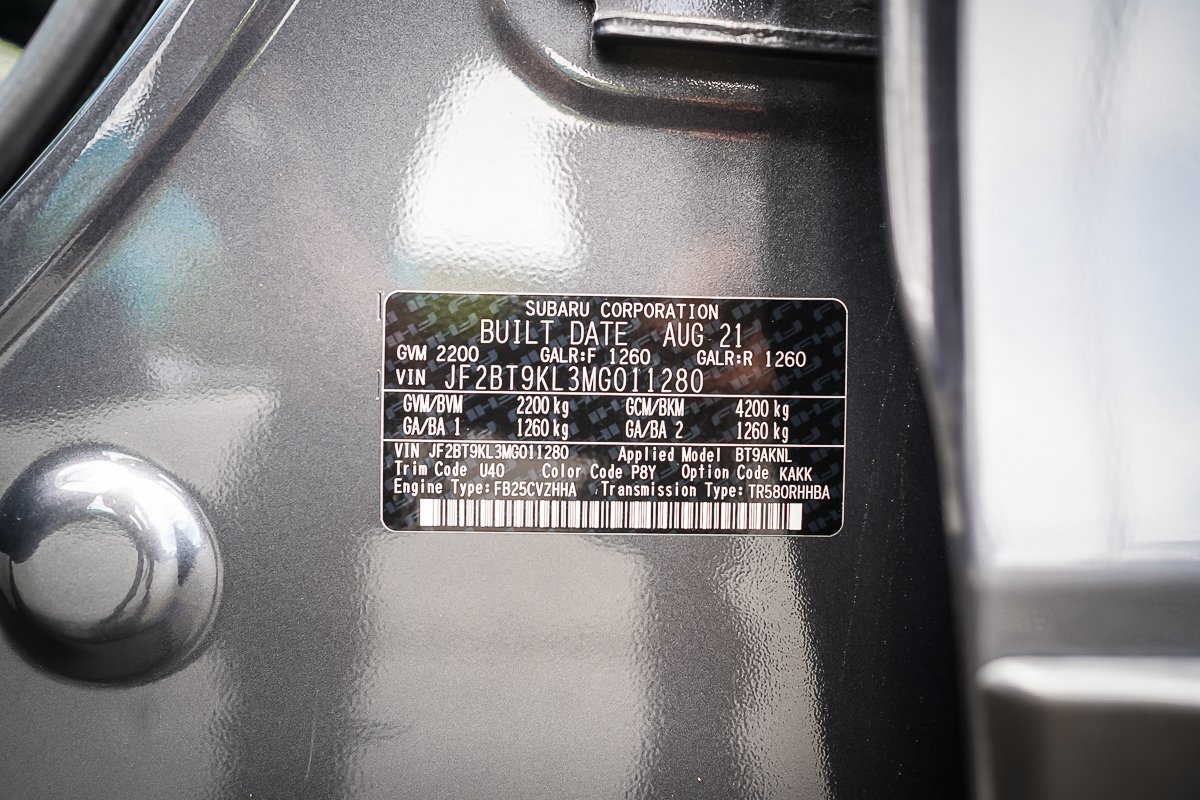 SUBARU CORPORATION
BUILT DATE AUG 21
GVM 2200 GALR:F 1260 GALR:R 1260
VIN JF2BT9KL3MG011280
GVM/BVM 2200 kg GCM/BKM 4200 kg
GA/BA 1 1260 kg GA/BA 2 1260 kg
VIN JF2BT9KL3MG011280 Applied Model BT9AKNL
Trim Code U40 Color Code P8Y Option Code KAKK
Engine Type: FB25CVZHHA Transmission Type: TR580RHHBA